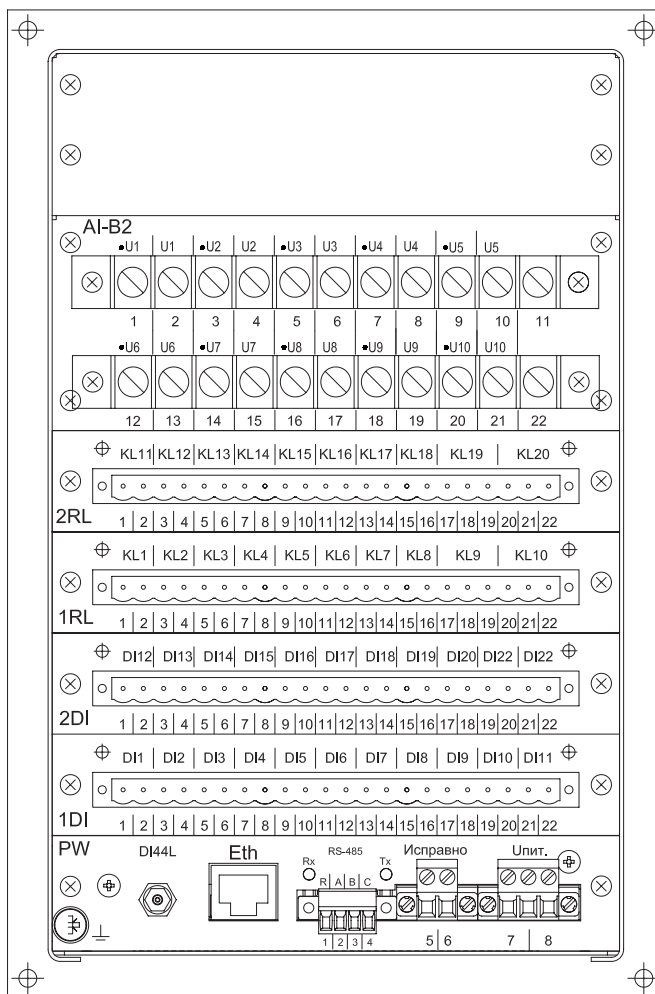 AI-B2
•U1 U1 •U2 U2 •U3 U3 •U4 U4 •U5 U5
1 2 3 4 5 6 7 8 9 10 11
•U6 U6 •U7 U7 •U8 U8 •U9 U9 •U10 U10
12 13 14 15 16 17 18 19 20 21 22
KL11 KL12 KL13 KL14 KL15 KL16 KL17 KL18 KL19 KL20
2RL 1 2 3 4 5 6 7 8 9 10 11 12 13 14 15 16 17 18 19 20 21 22
KL1 KL2 KL3 KL4 KL5 KL6 KL7 KL8 KL9 KL10
1RL 1 2 3 4 5 6 7 8 9 10 11 12 13 14 15 16 17 18 19 20 21 22
DI12 DI13 DI14 DI15 DI16 DI17 DI18 DI19 DI20 DI22 DI22
2DI 1 2 3 4 5 6 7 8 9 10 11 12 13 14 15 16 17 18 19 20 21 22
DI1 DI2 DI3 DI4 DI5 DI6 DI7 DI8 DI9 DI10 DI11
1DI 1 2 3 4 5 6 7 8 9 10 11 12 13 14 15 16 17 18 19 20 21 22
PW DI44L Eth Rx RS-485 Tx Исправно Uпит.
R A B C
1 2 3 4 5 6 7 8